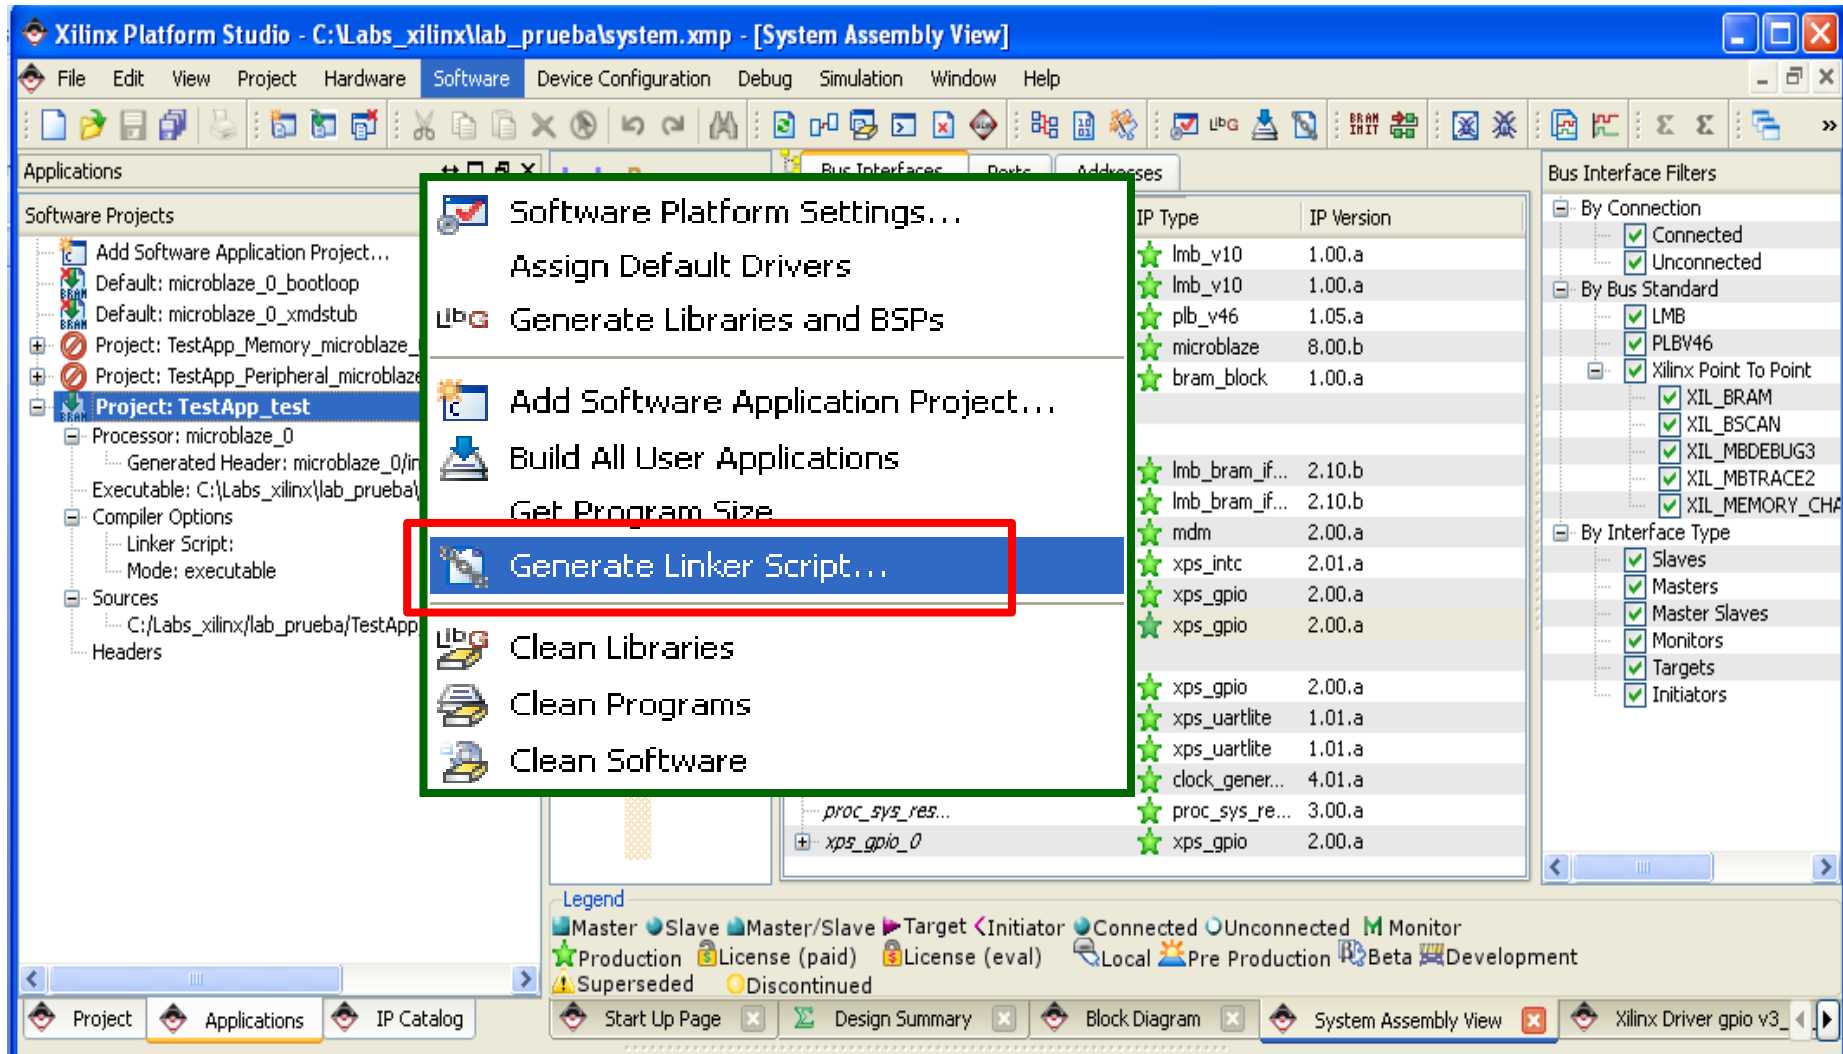 Xilinx Platform Studio - C:\Labs_xilinx\lab_prueba\system.xmp - [System Assembly View]
File Edit View Project Hardware Software Device Configuration Debug Simulation Window Help
Applications
Software Projects
Add Software Application Project...
Default: microblaze_0_bootloop
Default: microblaze_0_xmdstub
Project: TestApp_Memory_microblaze_
Project: TestApp_Peripheral_microblaze
Project: TestApp_test
Processor: microblaze_0
Generated Header: microblaze_0/in
Executable: C:\Labs_xilinx\lab_prueba\
Compiler Options
Linker Script:
Mode: executable
Sources
C:/Labs_xilinx/lab_prueba/TestApp
Headers
Software Platform Settings...
Assign Default Drivers
Generate Libraries and BSPs
Add Software Application Project...
Build All User Applications
Get Program Size
Generate Linker Script...
Clean Libraries
Clean Programs
Clean Software
Bus Interfaces Ports Addresses
IP Type IP Version
lmb_v10 1.00.a
lmb_v10 1.00.a
plb_v46 1.05.a
microblaze 8.00.b
bram_block 1.00.a
lmb_bram_if... 2.10.b
lmb_bram_if... 2.10.b
mdm 2.00.a
xps_intc 2.01.a
xps_gpio 2.00.a
xps_gpio 2.00.a
xps_gpio 2.00.a
xps_uartlite 1.01.a
xps_uartlite 1.01.a
clock_gener... 4.01.a
proc_sys_res... proc_sys_re... 3.00.a
xps_gpio_0 xps_gpio 2.00.a
Bus Interface Filters
By Connection
Connected
Unconnected
By Bus Standard
LMB
PLBV46
Xilinx Point To Point
XIL_BRAM
XIL_BSCAN
XIL_MBDEBUG3
XIL_MBTRACE2
XIL_MEMORY_CHA
By Interface Type
Slaves
Masters
Master Slaves
Monitors
Targets
Initiators
Legend
Master Slave Master/Slave Target Initiator Connected Unconnected M Monitor
Production License (paid) License (eval) Local Pre Production Beta Development
Superseded Discontinued
Project Applications IP Catalog
Start Up Page Design Summary Block Diagram System Assembly View Xilinx Driver gpio v3_